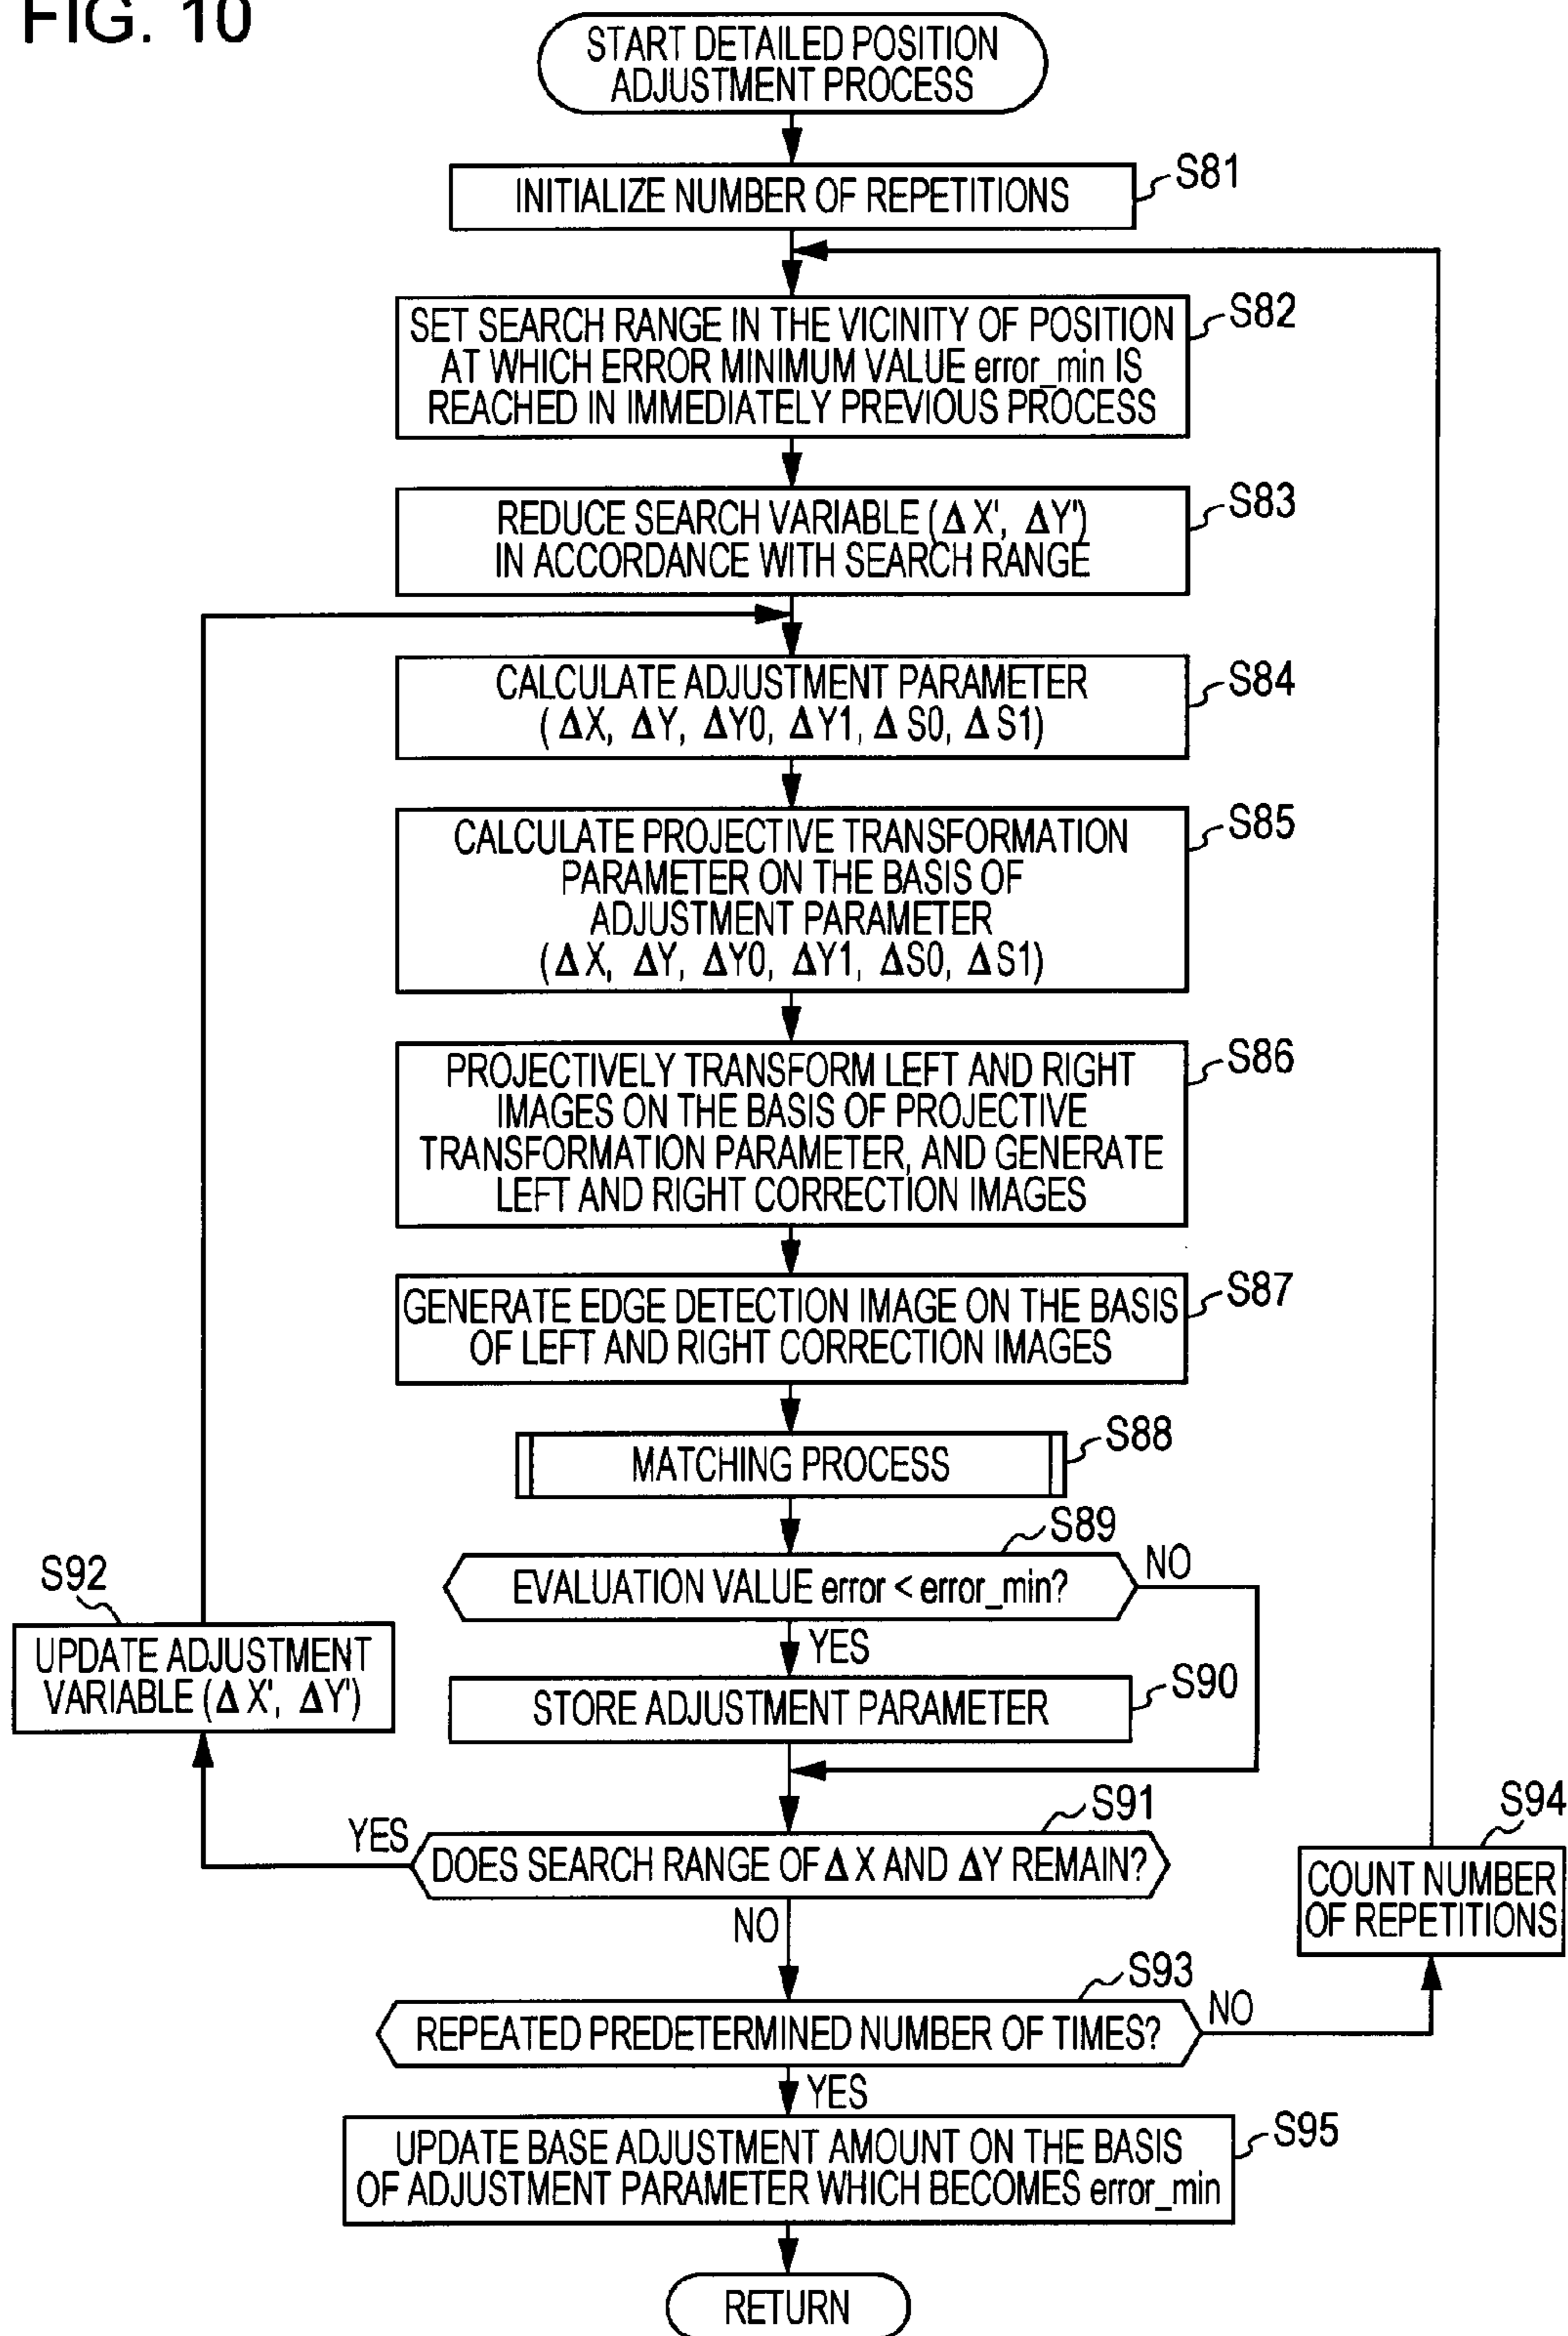 FIG. 10
START DETAILED POSITION
ADJUSTMENT PROCESS
INITIALIZE NUMBER OF REPETITIONS
S81
SET SEARCH RANGE IN THE VICINITY OF POSITION
AT WHICH ERROR MINIMUM VALUE error_min IS
REACHED IN IMMEDIATELY PREVIOUS PROCESS
S82
REDUCE SEARCH VARIABLE (Δ X', ΔY')
IN ACCORDANCE WITH SEARCH RANGE
S83
CALCULATE ADJUSTMENT PARAMETER
( ΔX, ΔY, ΔY0, ΔY1, Δ S0, Δ S1)
S84
CALCULATE PROJECTIVE TRANSFORMATION
PARAMETER ON THE BASIS OF
ADJUSTMENT PARAMETER
(Δ X, ΔY, ΔY0, ΔY1, ΔS0, Δ S1)
S85
PROJECTIVELY TRANSFORM LEFT AND RIGHT
IMAGES ON THE BASIS OF PROJECTIVE
TRANSFORMATION PARAMETER, AND GENERATE
LEFT AND RIGHT CORRECTION IMAGES
S86
GENERATE EDGE DETECTION IMAGE ON THE BASIS
OF LEFT AND RIGHT CORRECTION IMAGES
S87
MATCHING PROCESS
S88
S89
EVALUATION VALUE error < error_min?
NO
YES
S92
UPDATE ADJUSTMENT
VARIABLE (Δ X', ΔY')
STORE ADJUSTMENT PARAMETER
S90
S91
YES
DOES SEARCH RANGE OF Δ X AND ΔY REMAIN?
NO
S94
COUNT NUMBER
OF REPETITIONS
S93
REPEATED PREDETERMINED NUMBER OF TIMES?
NO
YES
UPDATE BASE ADJUSTMENT AMOUNT ON THE BASIS
OF ADJUSTMENT PARAMETER WHICH BECOMES error_min
S95
RETURN